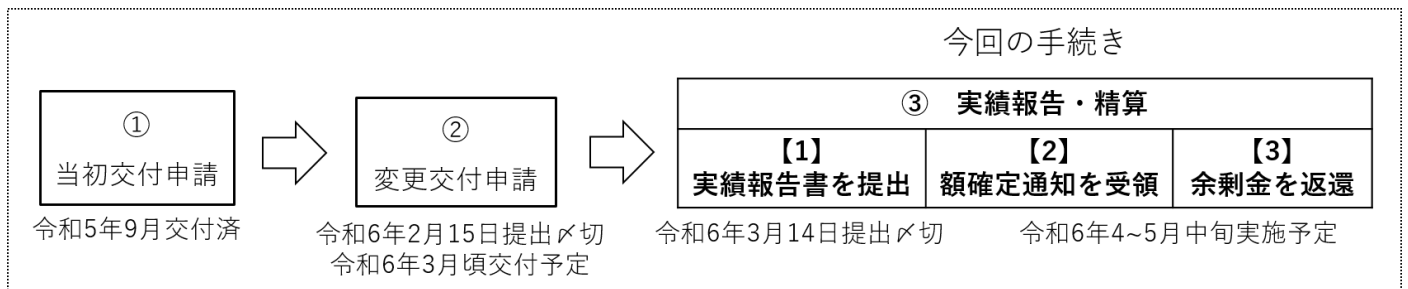 今回の手続き
①
当初交付申請
令和5年9月交付済
②
変更交付申請
令和6年2月15日提出〆切
令和6年3月頃交付予定
③　実績報告・精算
【1】
実績報告書を提出
【2】
額確定通知を受領
【3】
余剰金を返還
令和6年3月14日提出〆切
令和6年4~5月中旬実施予定